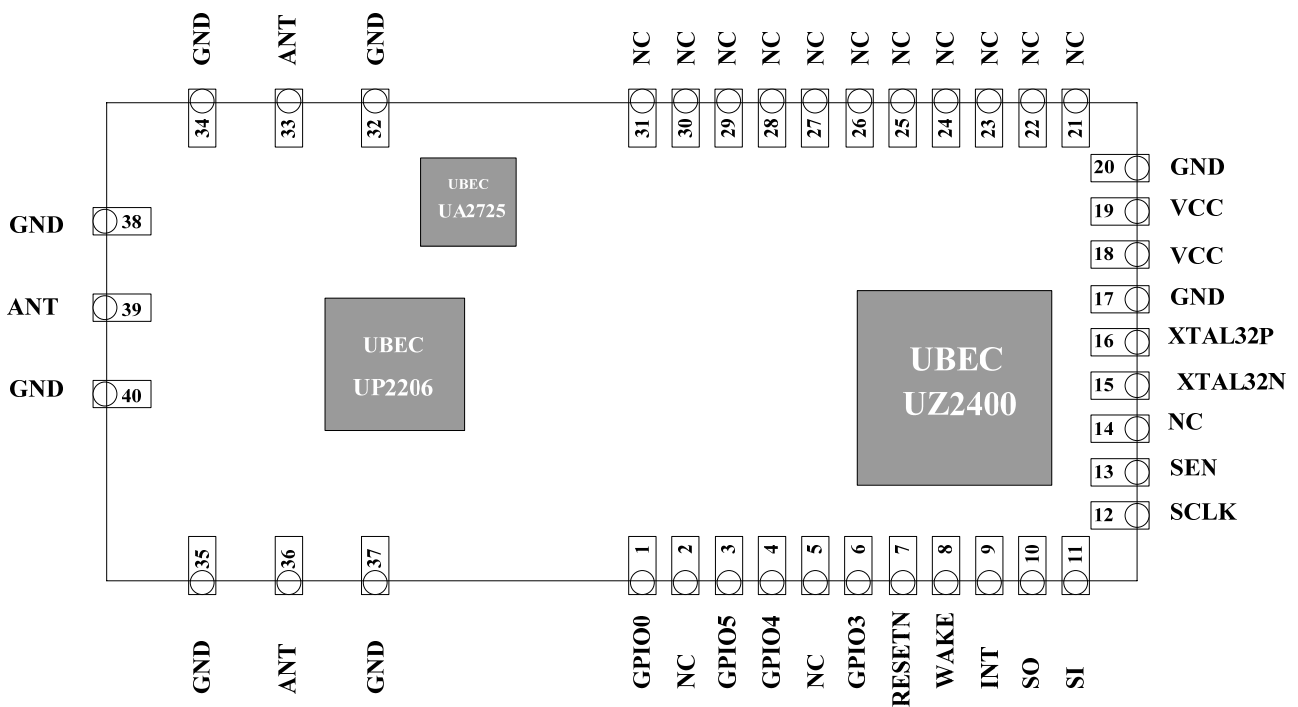 GND ANT GND NC NC NC NC NC NC NC NC NC NC NC
34 33 32 31 30 29 28 27 26 25 24 23 22 21
20 GND
UBEC
UA2725
19 VCC
GND 38
18 VCC
17 GND
ANT 39
16 XTAL32P
UBEC
UP2206
UBEC
UZ2400
15 XTAL32N
GND 40
14 NC
13 SEN
12 SCLK
35 36 37 1 2 3 4 5 6 7 8 9 10 11
GND ANT GND GPIO0 NC GPIO5 GPIO4 NC GPIO3 RESETN WAKE INT SO SI